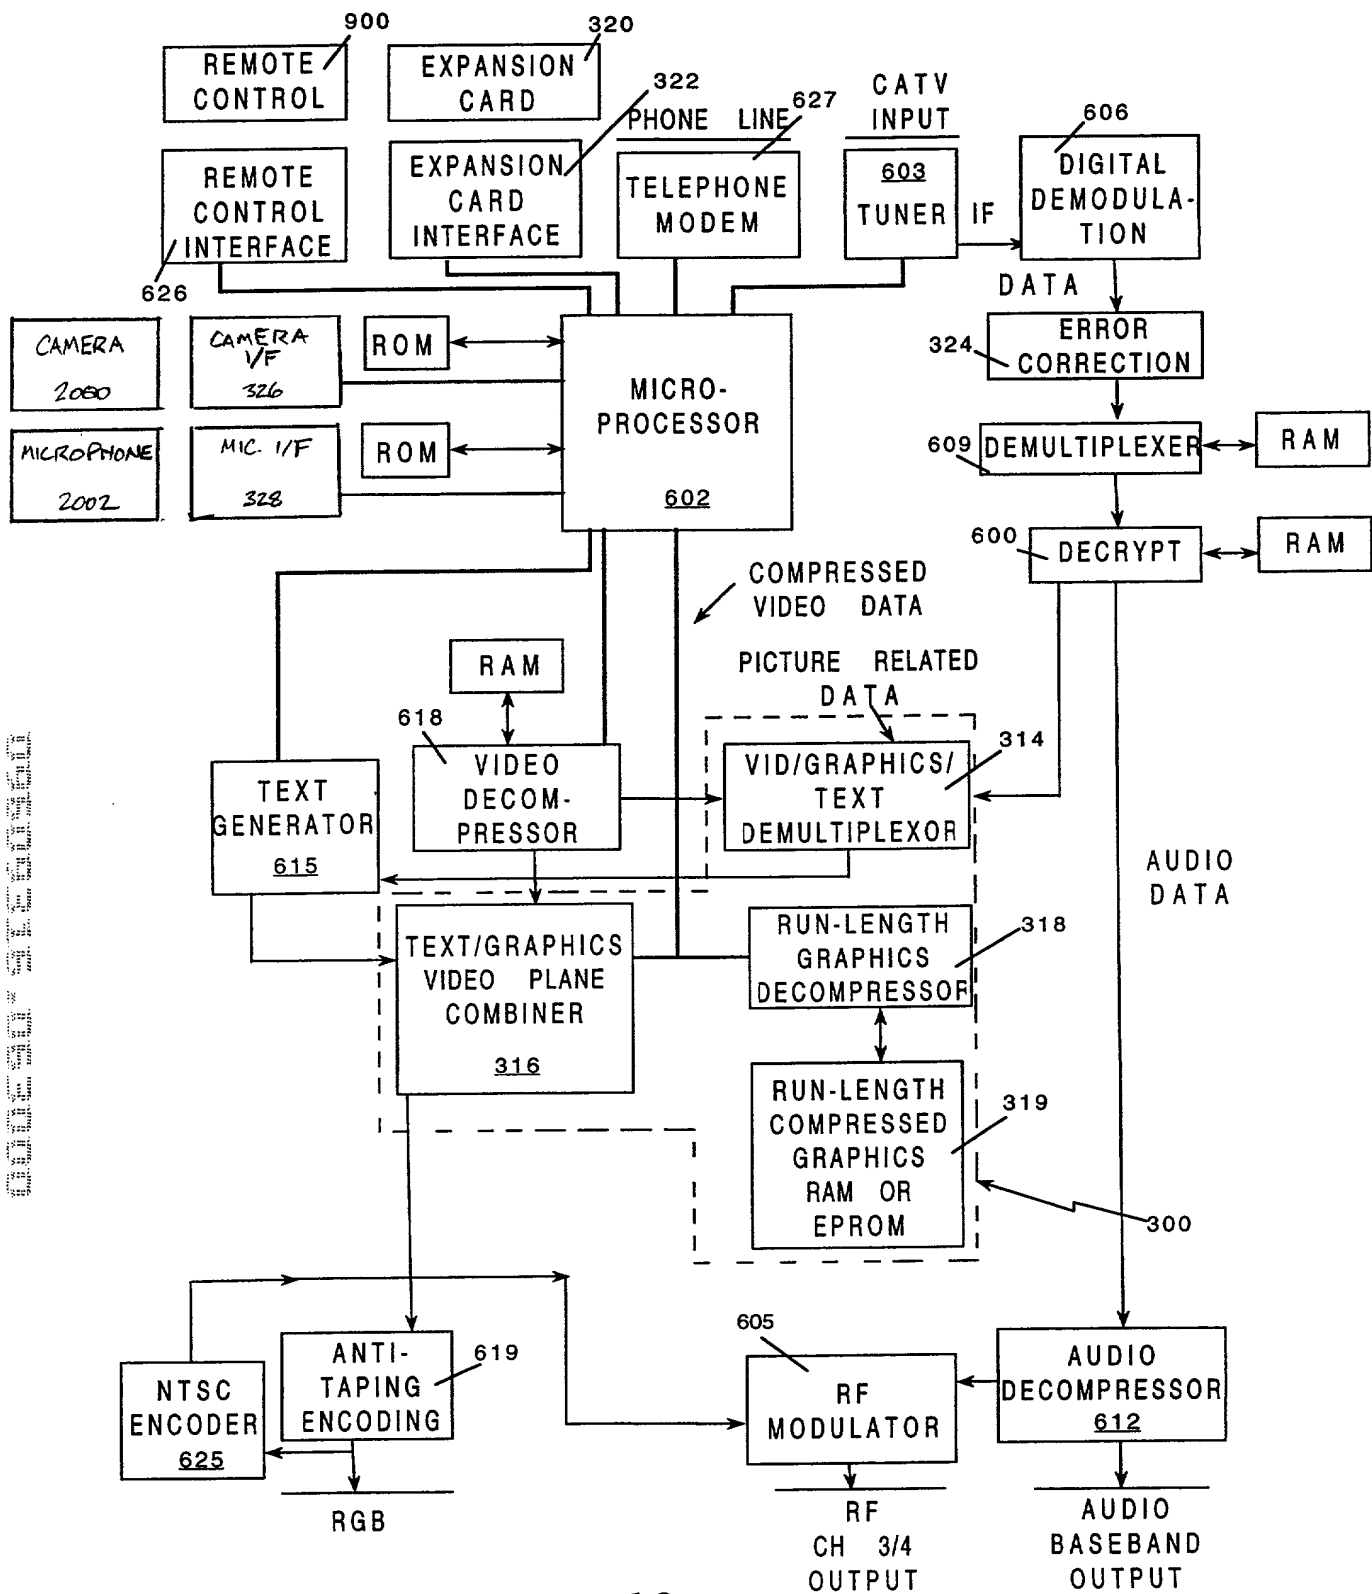 900
320
REMOTE
CONTROL
EXPANSION
CARD
322
PHONE LINE
627
CATV
INPUT
606
REMOTE
CONTROL
INTERFACE
626
EXPANSION
CARD
INTERFACE
TELEPHONE
MODEM
603
TUNER
IF
DIGITAL
DEMODULA-
TION
DATA
CAMERA
2000
CAMERA
I/F
326
ROM
MICRO-
PROCESSOR
602
324
ERROR
CORRECTION
MICROPHONE
2002
MIC. I/F
328
ROM
609
DEMULTIPLEXER
RAM
600
DECRYPT
RAM
COMPRESSED
VIDEO DATA
RAM
PICTURE RELATED
DATA
618
VIDEO
DECOM-
PRESSOR
VID/GRAPHICS/
TEXT
DEMULTIPLEXOR
314
TEXT
GENERATOR
615
AUDIO
DATA
TEXT/GRAPHICS
VIDEO PLANE
COMBINER
316
RUN-LENGTH
GRAPHICS
DECOMPRESSOR
318
RUN-LENGTH
COMPRESSED
GRAPHICS
RAM OR
EPROM
319
300
NTSC
ENCODER
625
ANTI-
TAPING
ENCODING
619
605
RF
MODULATOR
AUDIO
DECOMPRESSOR
612
RGB
RF
CH 3/4
OUTPUT
AUDIO
BASEBAND
OUTPUT